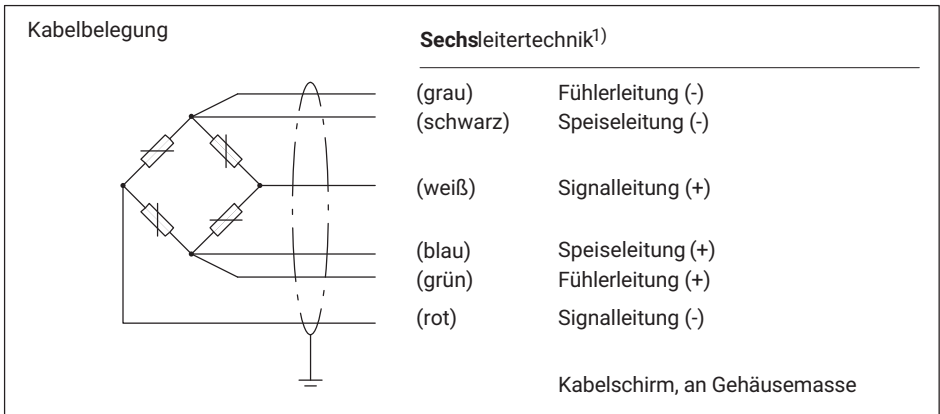 Kabelbelegung
Sechsleitertechnik1)
(grau) Fühlerleitung (-)
(schwarz) Speiseleitung (-)
(weiß) Signalleitung (+)
(blau) Speiseleitung (+)
(grün) Fühlerleitung (+)
(rot) Signalleitung (-)
Kabelschirm, an Gehäusemasse